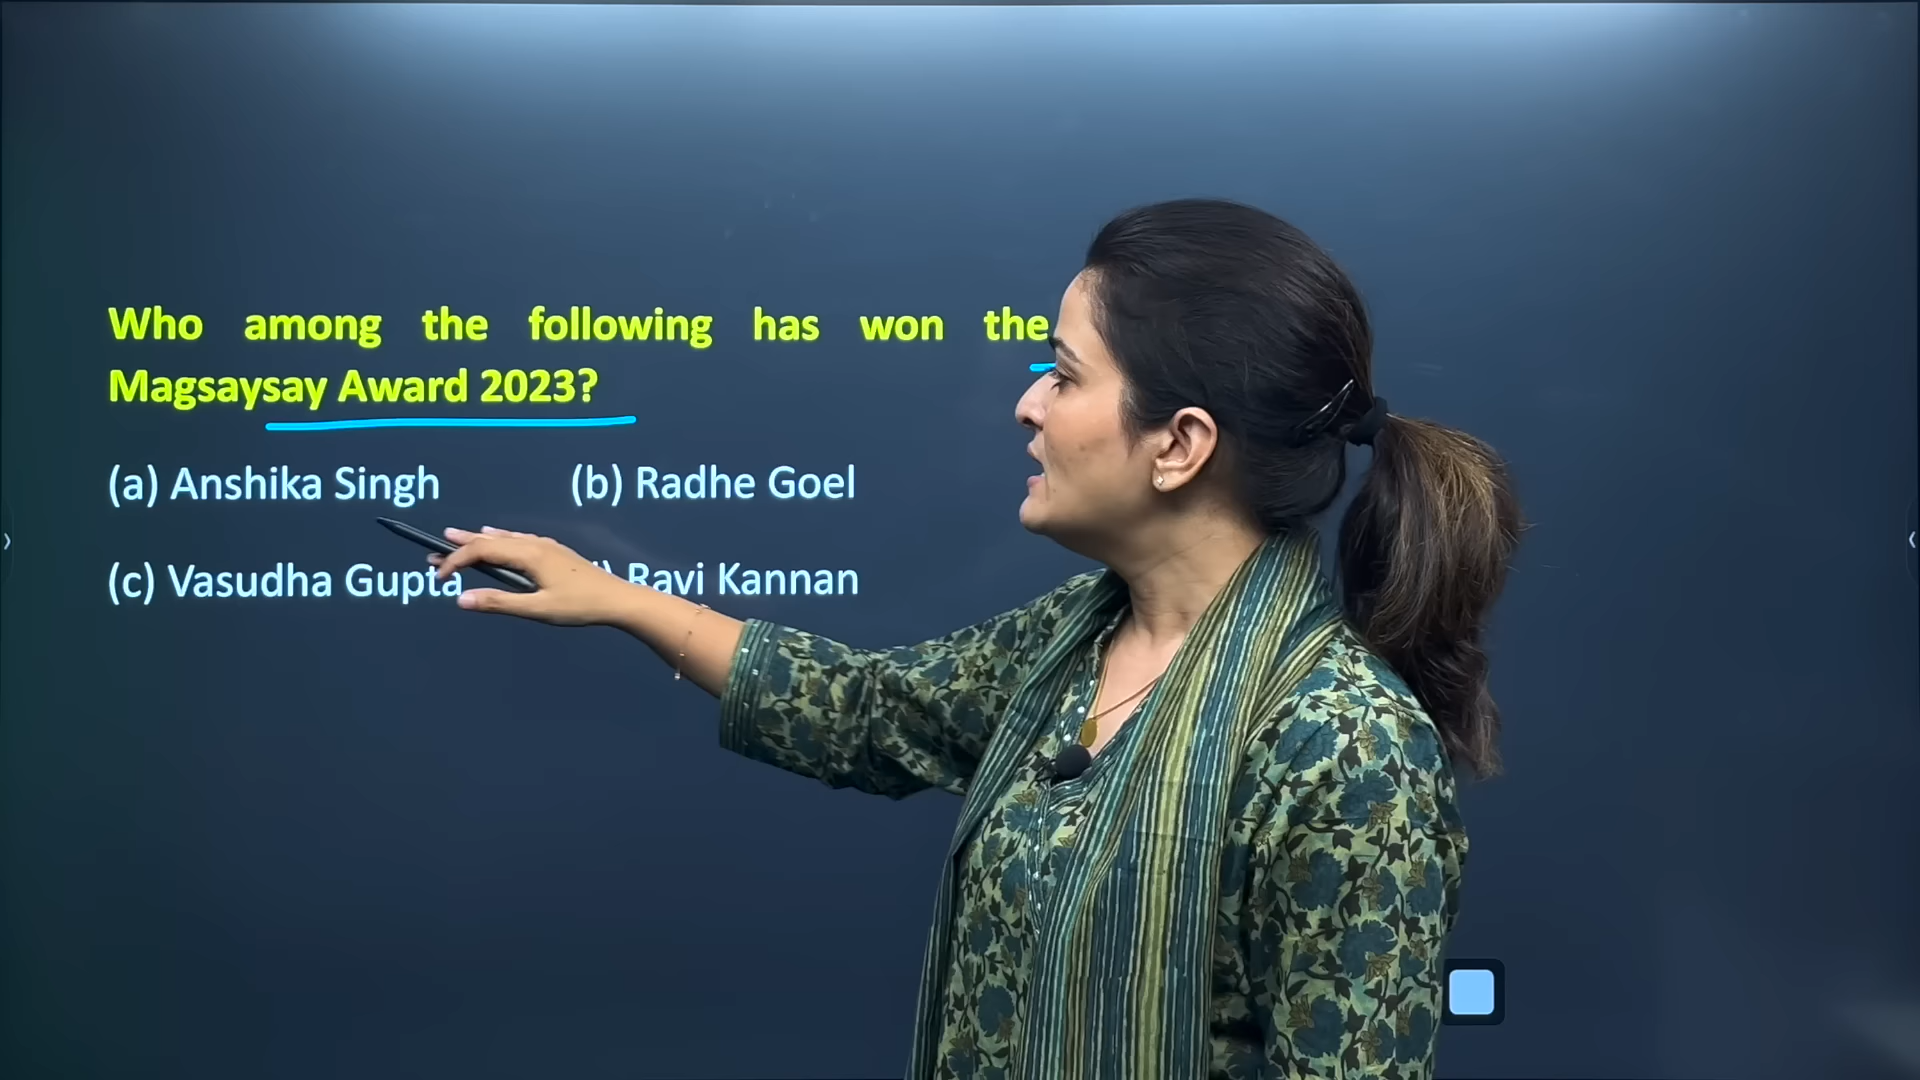 Who among the following has won the
Magsaysay Award 2023?
(a) Anshika Singh (b) Radhe Goel
(c) Vasudha Gupta Ravi Kannan